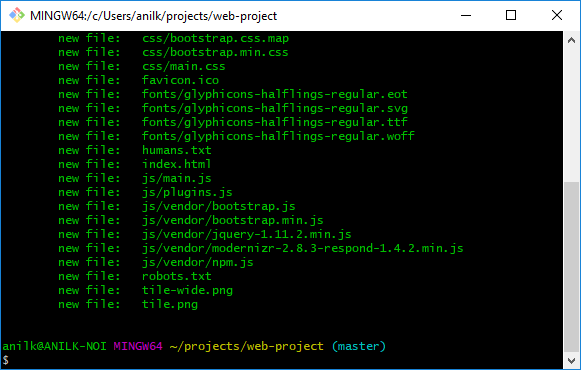 MINGW64:/c/Users/anilk/projects/web-project
new file:   css/bootstrap.css.map
new file:   css/bootstrap.min.css
new file:   css/main.css
new file:   favicon.ico
new file:   fonts/glyphicons-halflings-regular.eot
new file:   fonts/glyphicons-halflings-regular.svg
new file:   fonts/glyphicons-halflings-regular.ttf
new file:   fonts/glyphicons-halflings-regular.woff
new file:   humans.txt
new file:   index.html
new file:   js/main.js
new file:   js/plugins.js
new file:   js/vendor/bootstrap.js
new file:   js/vendor/bootstrap.min.js
new file:   js/vendor/jquery-1.11.2.min.js
new file:   js/vendor/modernizr-2.8.3-respond-1.4.2.min.js
new file:   js/vendor/npm.js
new file:   robots.txt
new file:   tile-wide.png
new file:   tile.png
anilk@ANILK-NOI MINGW64 ~/projects/web-project (master)
$